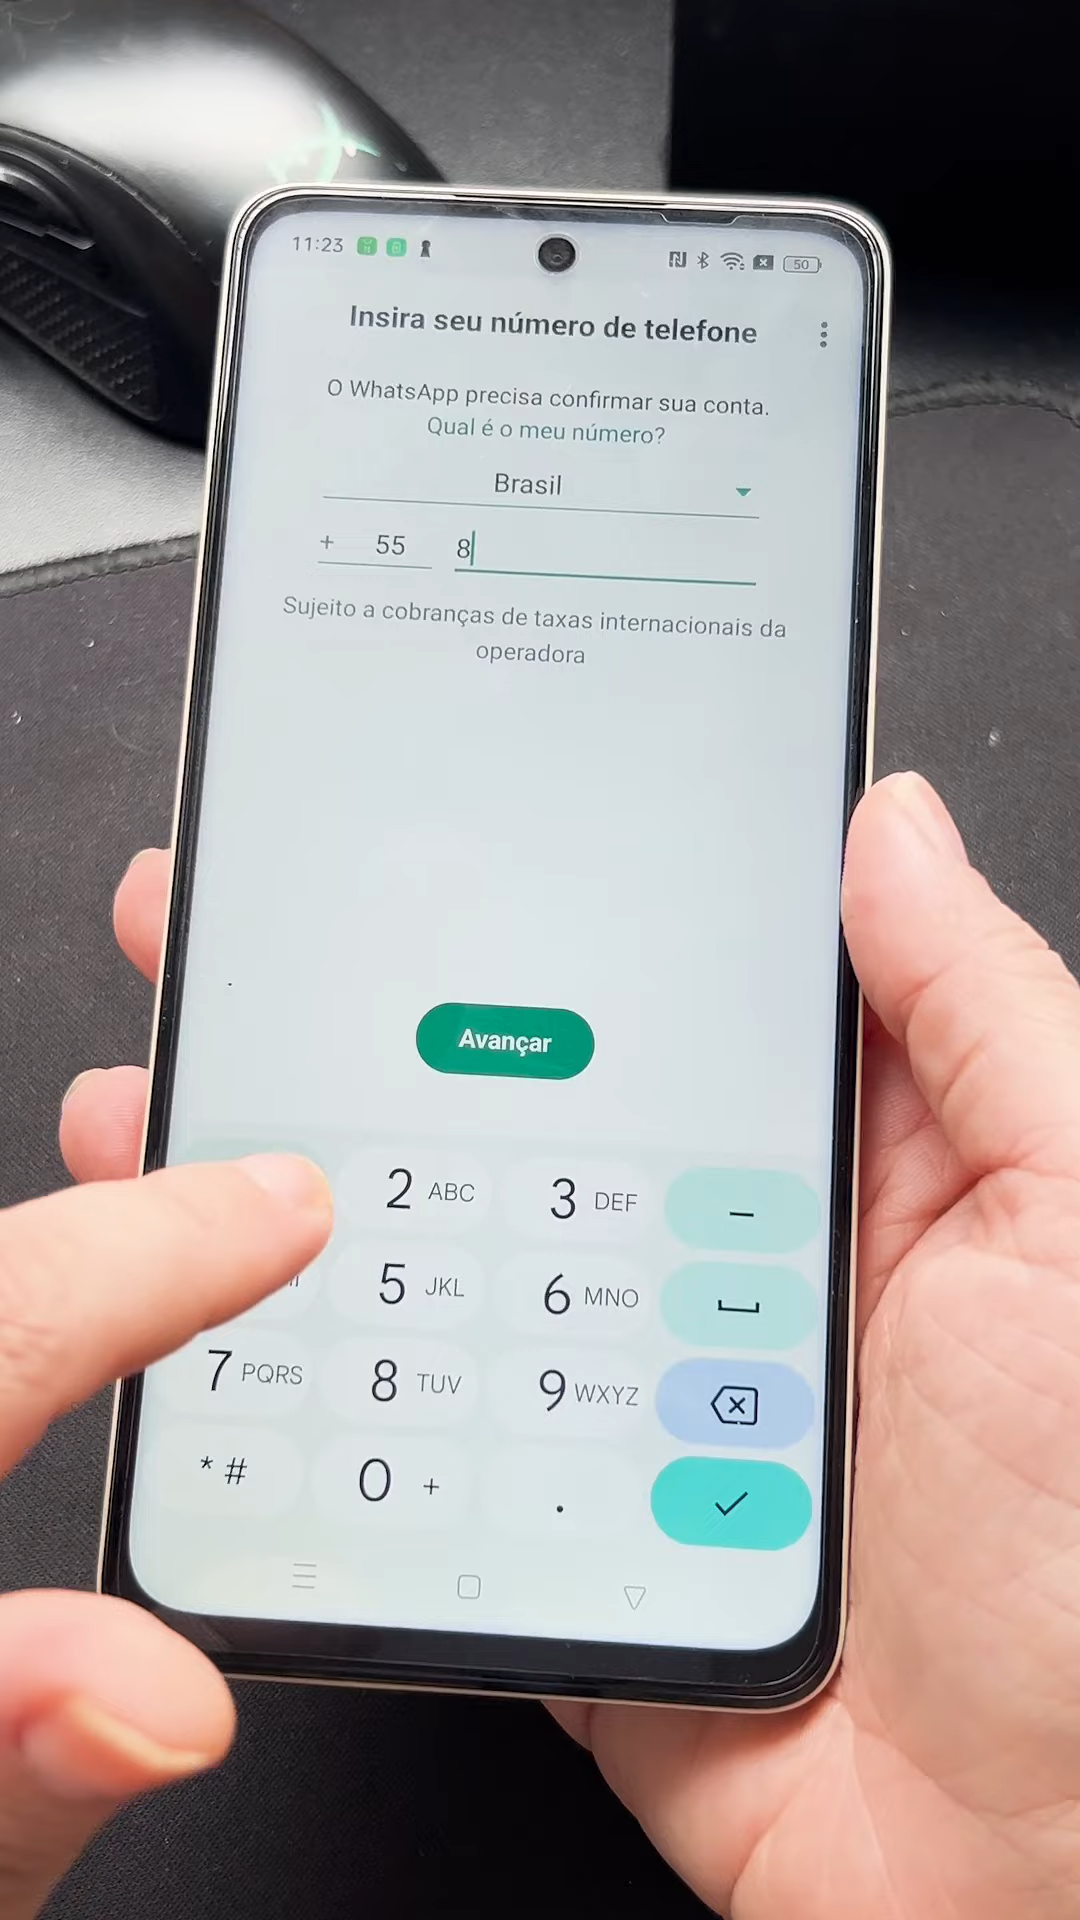 11:23
50
Insira seu número de telefone
O WhatsApp precisa confirmar sua conta.
Qual é o meu número?
Brasil
+ 55 8
Sujeito a cobranças de taxas internacionais da
operadora
Avançar
2 ABC 3 DEF –
5 JKL 6 MNO
7 PQRS 8 TUV 9 WXYZ
* # 0 + .